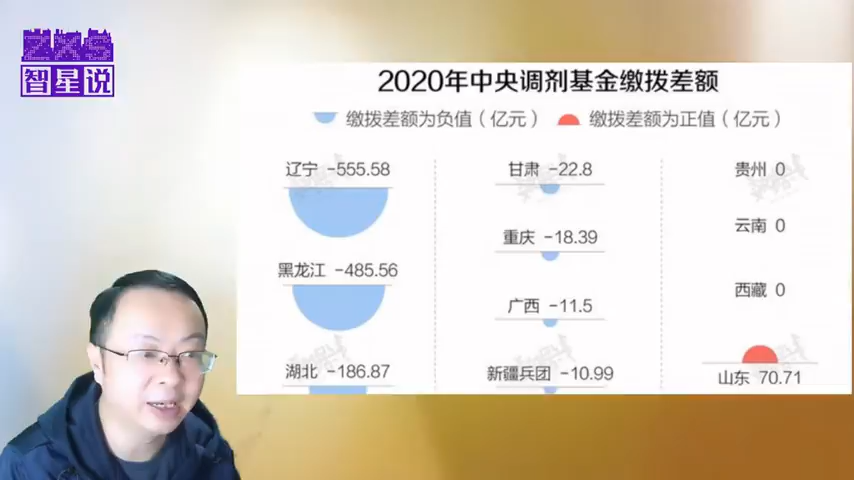 ZXS
智星说
2020年中央调剂基金缴拨差额
缴拨差额为负值（亿元） 缴拨差额为正值（亿元）
辽宁 -555.58
黑龙江 -485.56
湖北 -186.87
甘肃 -22.8
重庆 -18.39
广西 -11.5
新疆兵团 -10.99
贵州 0
云南 0
西藏 0
山东 70.71